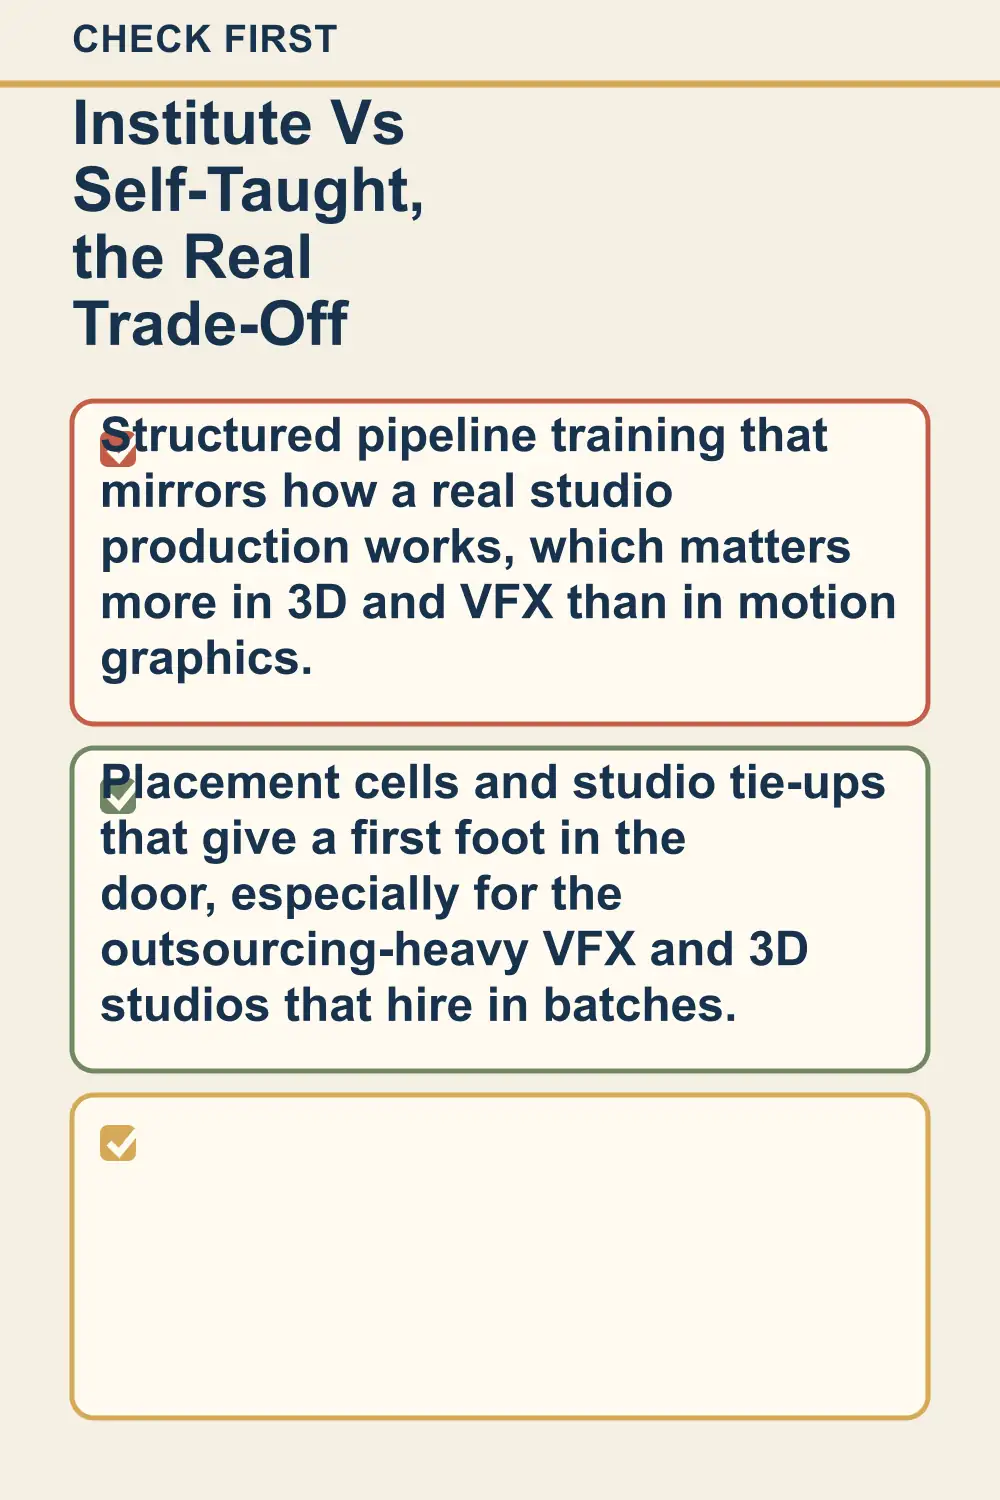 CHECK FIRST
Institute Vs
Self-Taught,
the Real
Trade-Off
Structured pipeline training that
mirrors how a real studio
production works, which matters
more in 3D and VFX than in motion
graphics.
Placement cells and studio tie-ups
that give a first foot in the
door, especially for the
outsourcing-heavy VFX and 3D
studios that hire in batches.